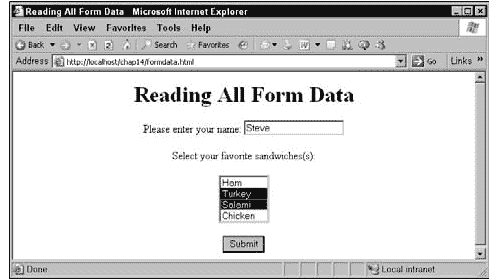 Reading All Form Data Microsoft Internet Explorer
File Edit View Favorites Tools Help
Back Search Favorites
Address http://localhost/chap14/formdata.html Go Links »
Reading All Form Data
Please enter your name: Steve
Select your favorite sandwiches(s):
Ham
Turkey
Salami
Chicken
Submit
Done Local intranet